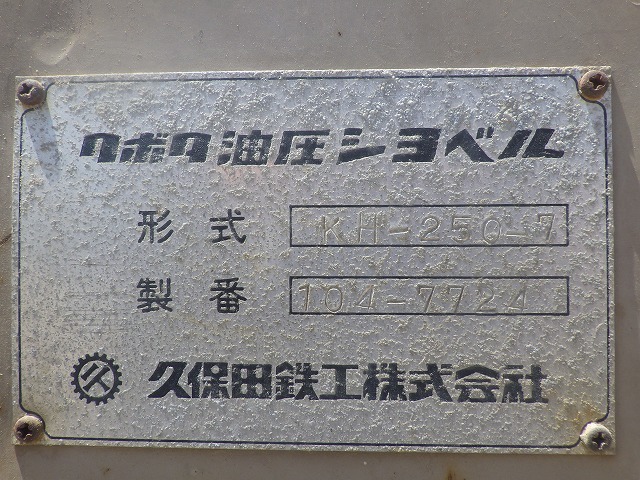 クボタ油圧ショベル
形式 KH-250-7
製番 104-7724
久 久保田鉄工株式会社